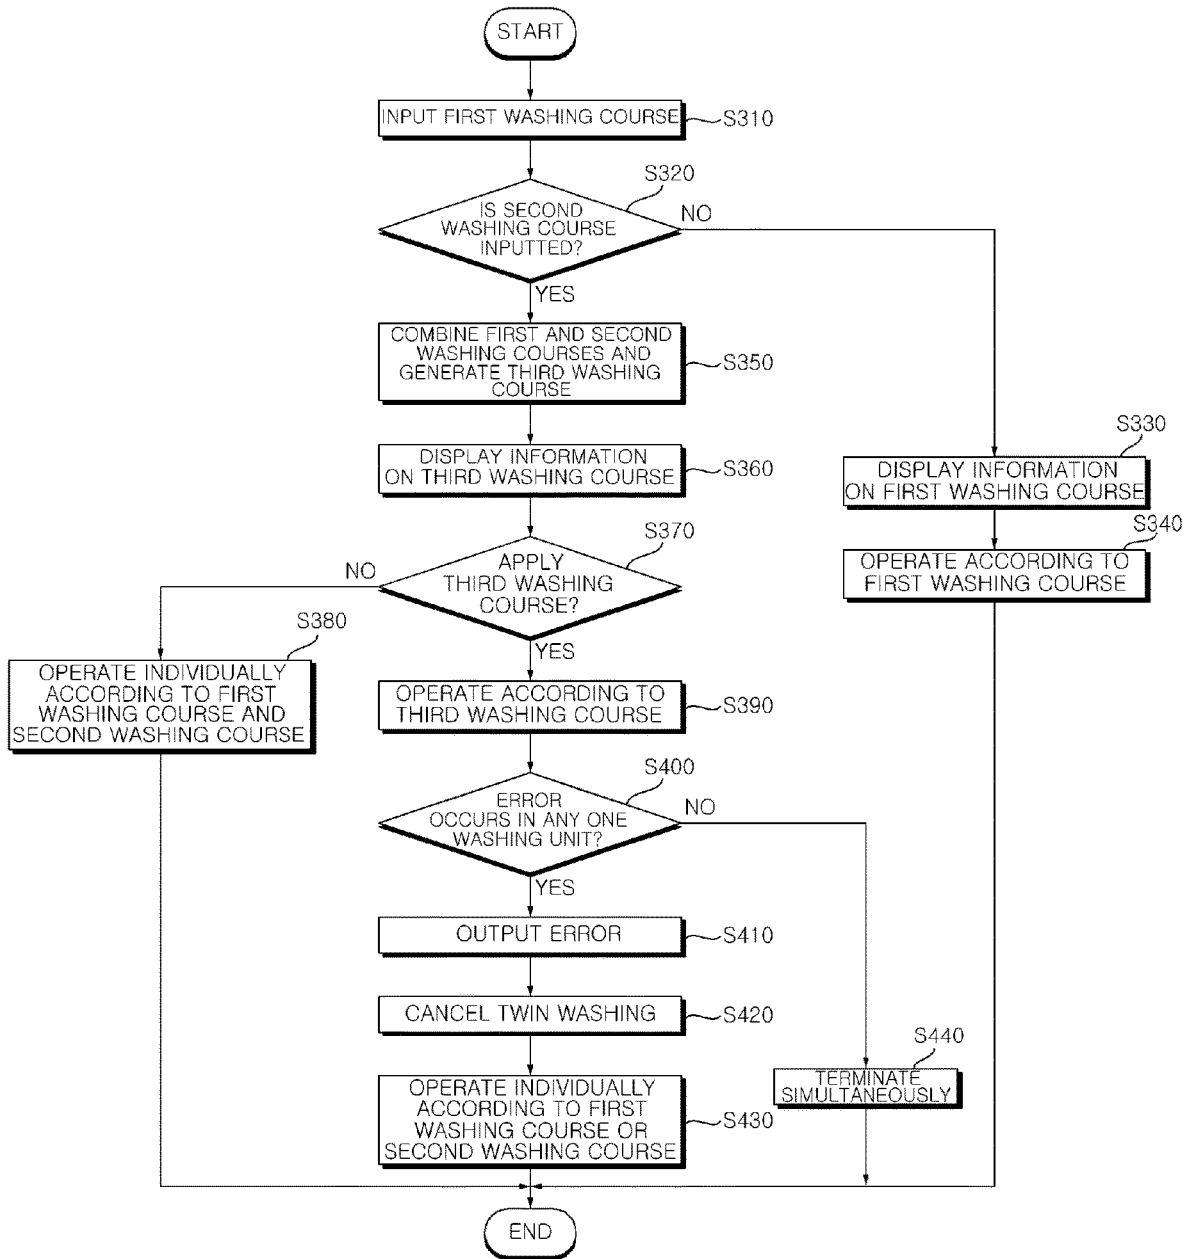 START
INPUT FIRST WASHING COURSE
S310
S320
IS SECOND
WASHING COURSE
INPUTTED?
NO
YES
COMBINE FIRST AND SECOND
WASHING COURSES AND
GENERATE THIRD WASHING
COURSE
S350
DISPLAY INFORMATION
ON THIRD WASHING COURSE
S360
S330
DISPLAY INFORMATION
ON FIRST WASHING COURSE
S340
OPERATE ACCORDING TO
FIRST WASHING COURSE
S370
APPLY
THIRD WASHING
COURSE?
NO
YES
S380
OPERATE INDIVIDUALLY
ACCORDING TO FIRST
WASHING COURSE AND
SECOND WASHING COURSE
OPERATE ACCORDING TO
THIRD WASHING COURSE
S390
S400
ERROR
OCCURS IN ANY ONE
WASHING UNIT?
NO
YES
OUTPUT ERROR
S410
CANCEL TWIN WASHING
S420
S440
TERMINATE
SIMULTANEOUSLY
OPERATE INDIVIDUALLY
ACCORDING TO FIRST
WASHING COURSE OR
SECOND WASHING COURSE
S430
END